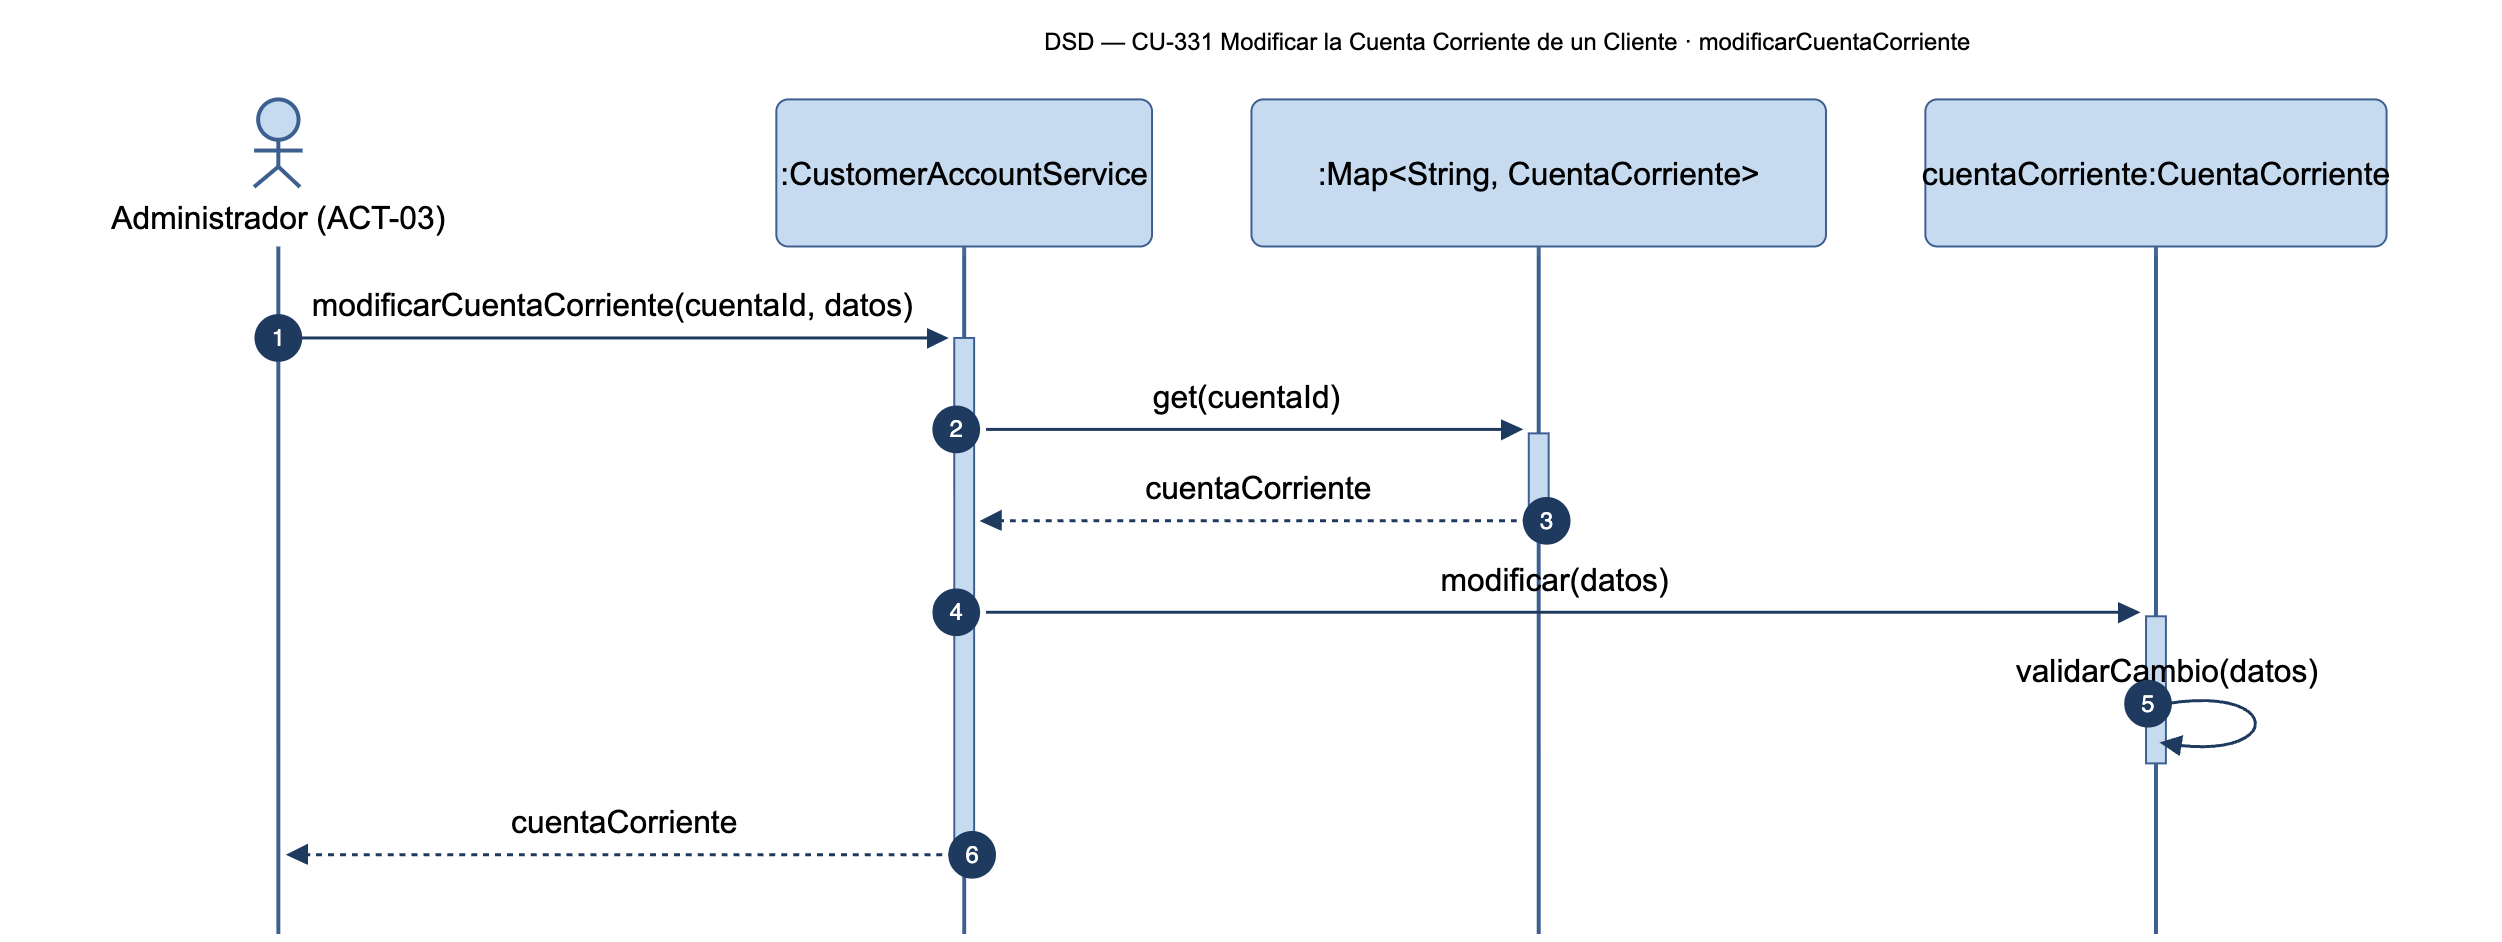 DSD — CU-331 Modificar la Cuenta Corriente de un Cliente · modificarCuentaCorriente
Administrador (ACT-03)
:CustomerAccountService
:Map<String, CuentaCorriente>
cuentaCorriente:CuentaCorriente
modificarCuentaCorriente(cuentaId, datos)
1
get(cuentaId)
2
cuentaCorriente
3
modificar(datos)
4
validarCambio(datos)
5
cuentaCorriente
6